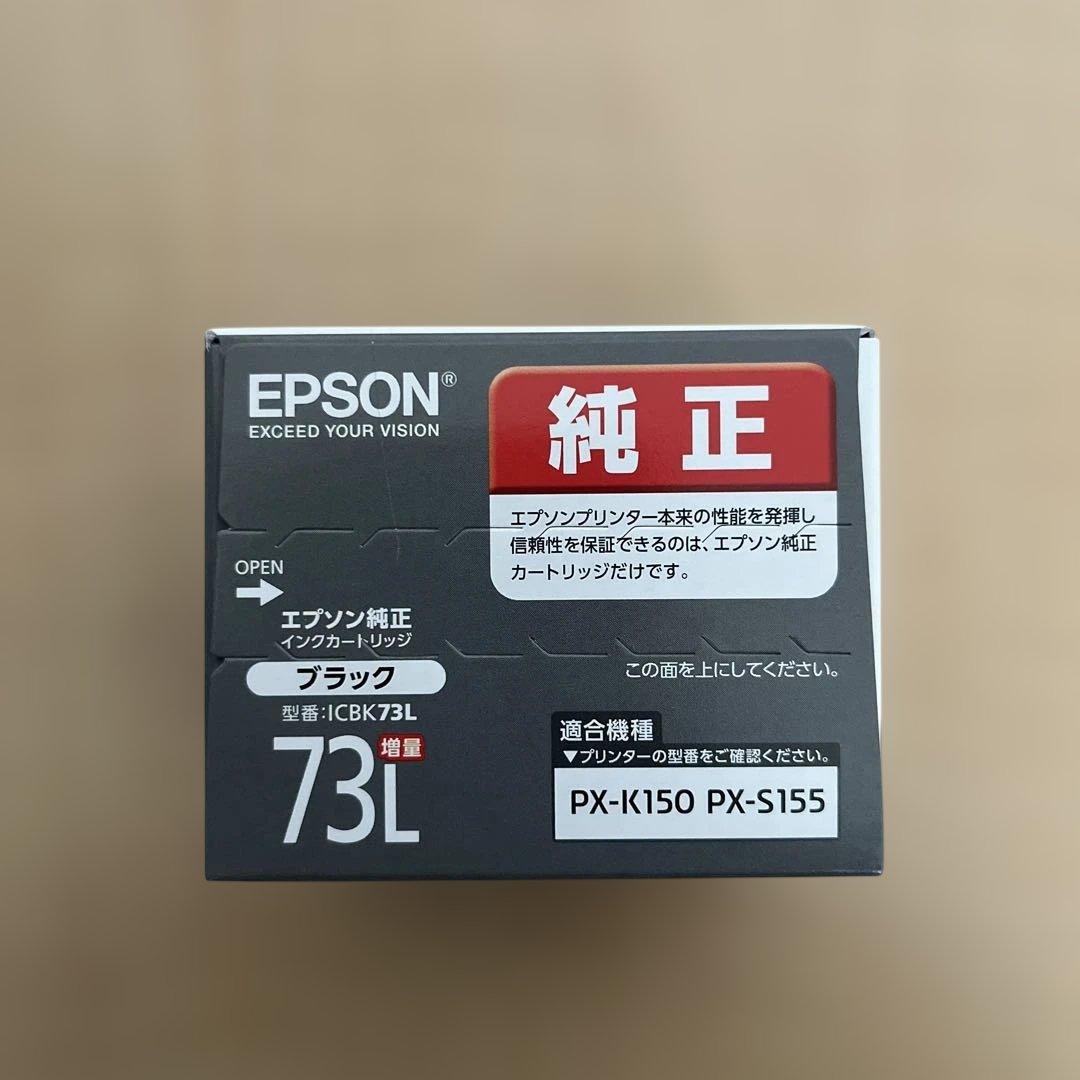 EPSON®
EXCEED YOUR VISION
純正
エプソンプリンター本来の性能を発揮し
信頼性を保証できるのは、エプソン純正
カートリッジだけです。
OPEN
エプソン純正
インクカートリッジ
ブラック
型番:ICBK73L
73L 増量
この面を上にしてください。
適合機種
▼プリンターの型番をご確認ください。
PX-K150 PX-S155